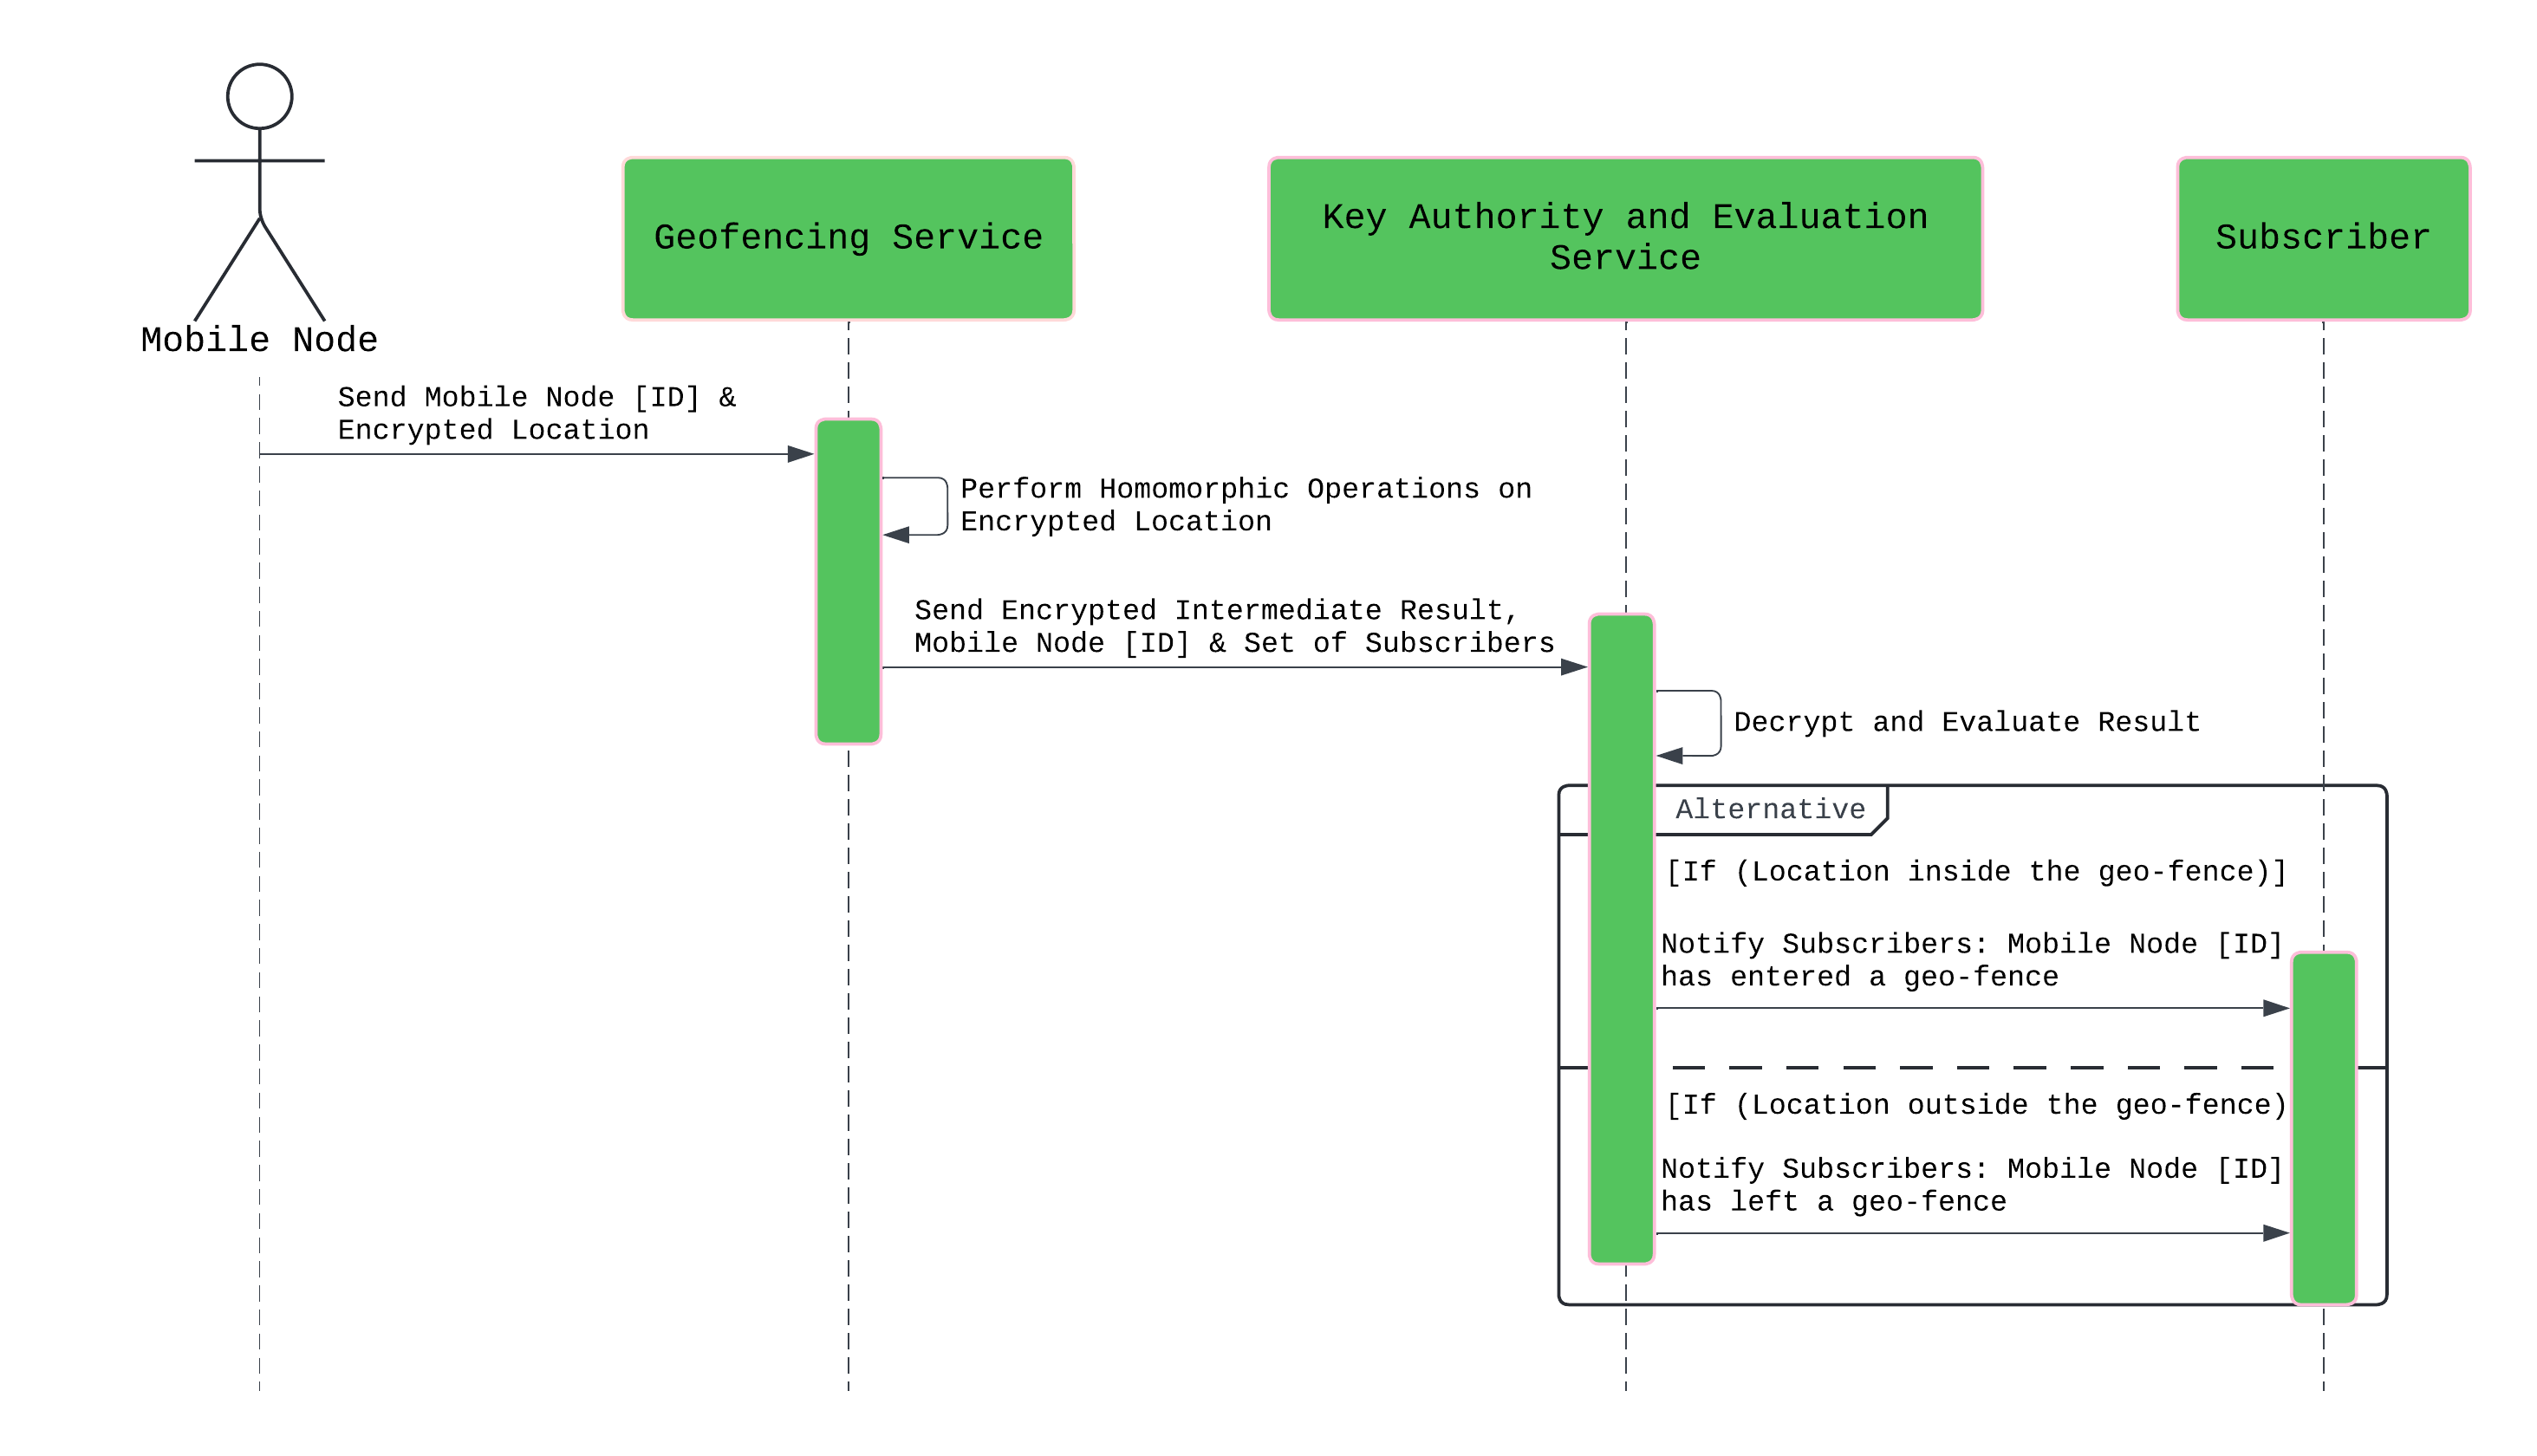 Mobile Node
Geofencing Service
Key Authority and Evaluation
Service
Subscriber
Send Mobile Node [ID] &
Encrypted Location
Perform Homomorphic Operations on
Encrypted Location
Send Encrypted Intermediate Result,
Mobile Node [ID] & Set of Subscribers
Decrypt and Evaluate Result
Alternative
[If (Location inside the geo-fence)]
Notify Subscribers: Mobile Node [ID]
has entered a geo-fence
[If (Location outside the geo-fence)
Notify Subscribers: Mobile Node [ID]
has left a geo-fence